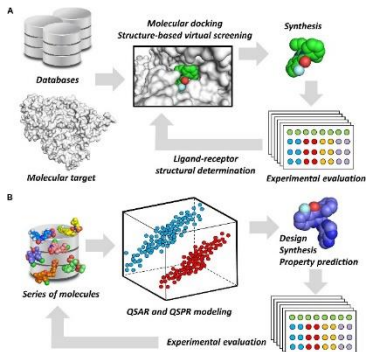 A
Molecular docking
Structure-based virtual screening
Synthesis
Databases
Molecular target
Ligand-receptor
structural determination
Experimental evaluation
B
Series of molecules
QSAR and QSPR modeling
Design
Synthesis
Property prediction
Experimental evaluation